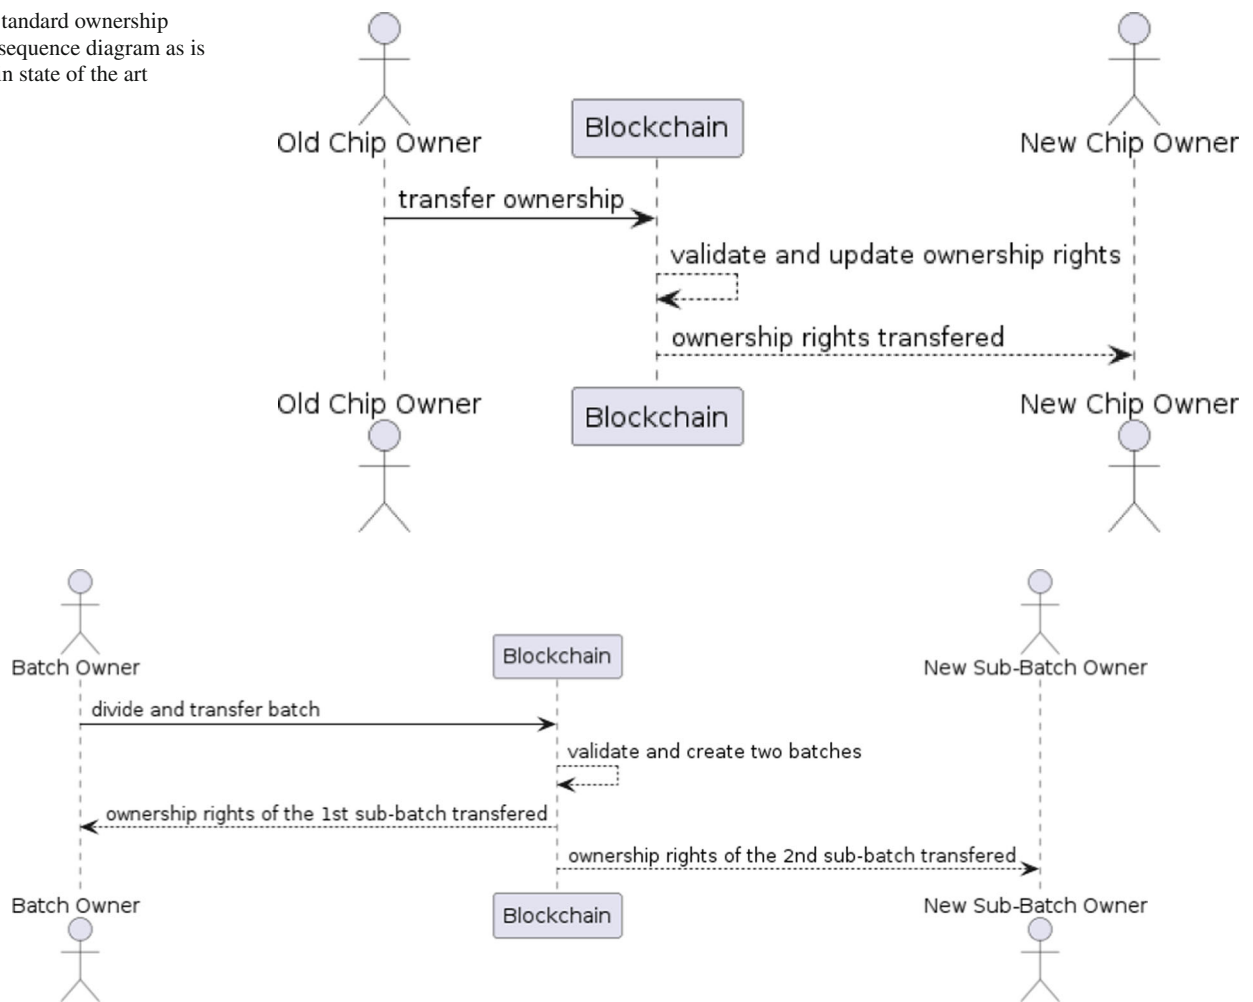 tandard ownership
sequence diagram as is
in state of the art
Old Chip Owner
Blockchain
New Chip Owner
transfer ownership
validate and update ownership rights
ownership rights transfered
Old Chip Owner
Blockchain
New Chip Owner
Batch Owner
Blockchain
New Sub-Batch Owner
divide and transfer batch
validate and create two batches
ownership rights of the 1st sub-batch transfered
ownership rights of the 2nd sub-batch transfered
Batch Owner
Blockchain
New Sub-Batch Owner